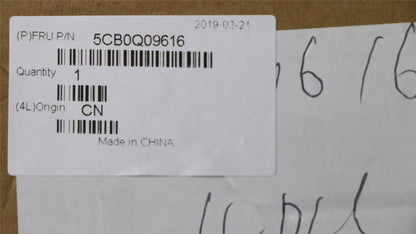 2019-03-21
(P)FRU P/N: 5CB0Q09616
Quantity 1
(4L)Origin: CN
Made in CHINA
616